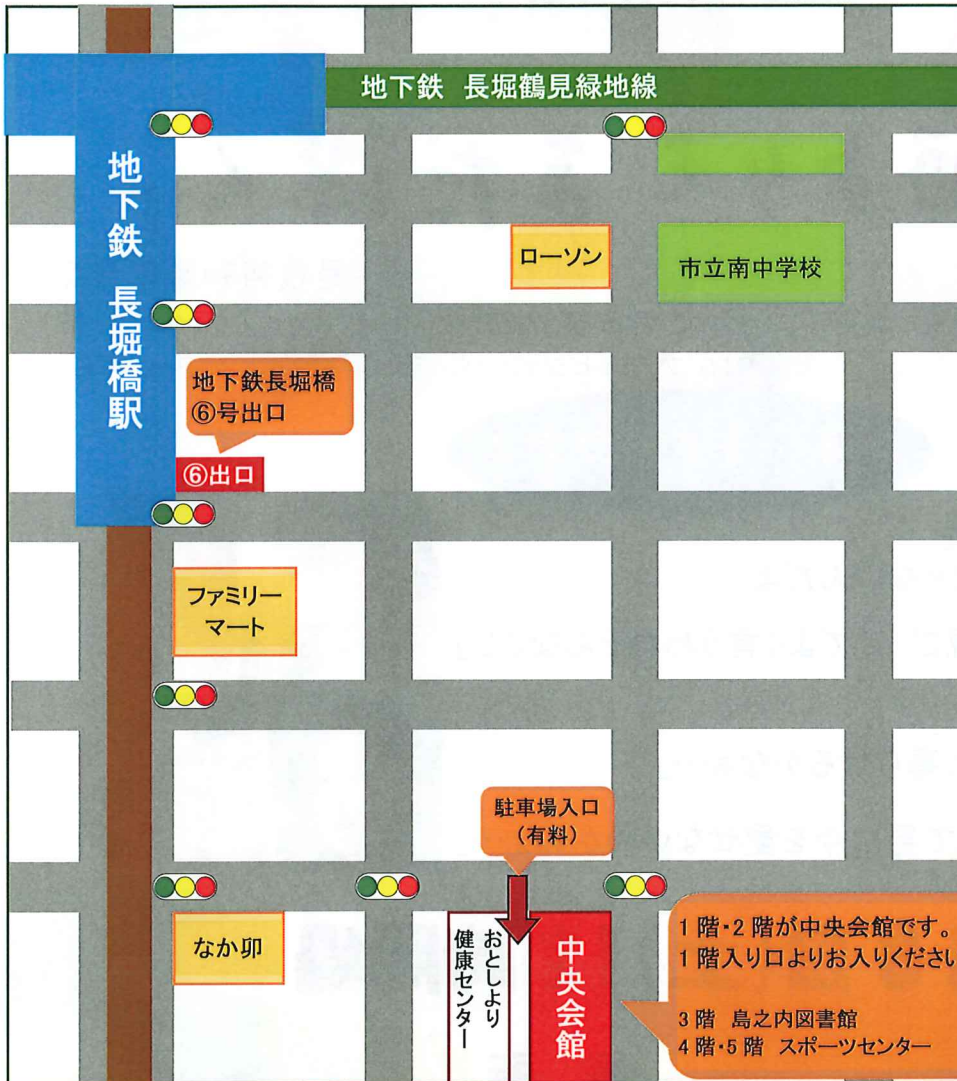 地下鉄 長堀鶴見緑地線
地下鉄 長堀橋駅
ローソン
市立南中学校
地下鉄長堀橋
⑥号出口
⑥出口
ファミリー
マート
駐車場入口
(有料)
なか卯
おとしより
健康センター
中央会館
1階・2階が中央会館です。
1階入り口よりお入りくださ
3階 島之内図書館
4階・5階 スポーツセンター